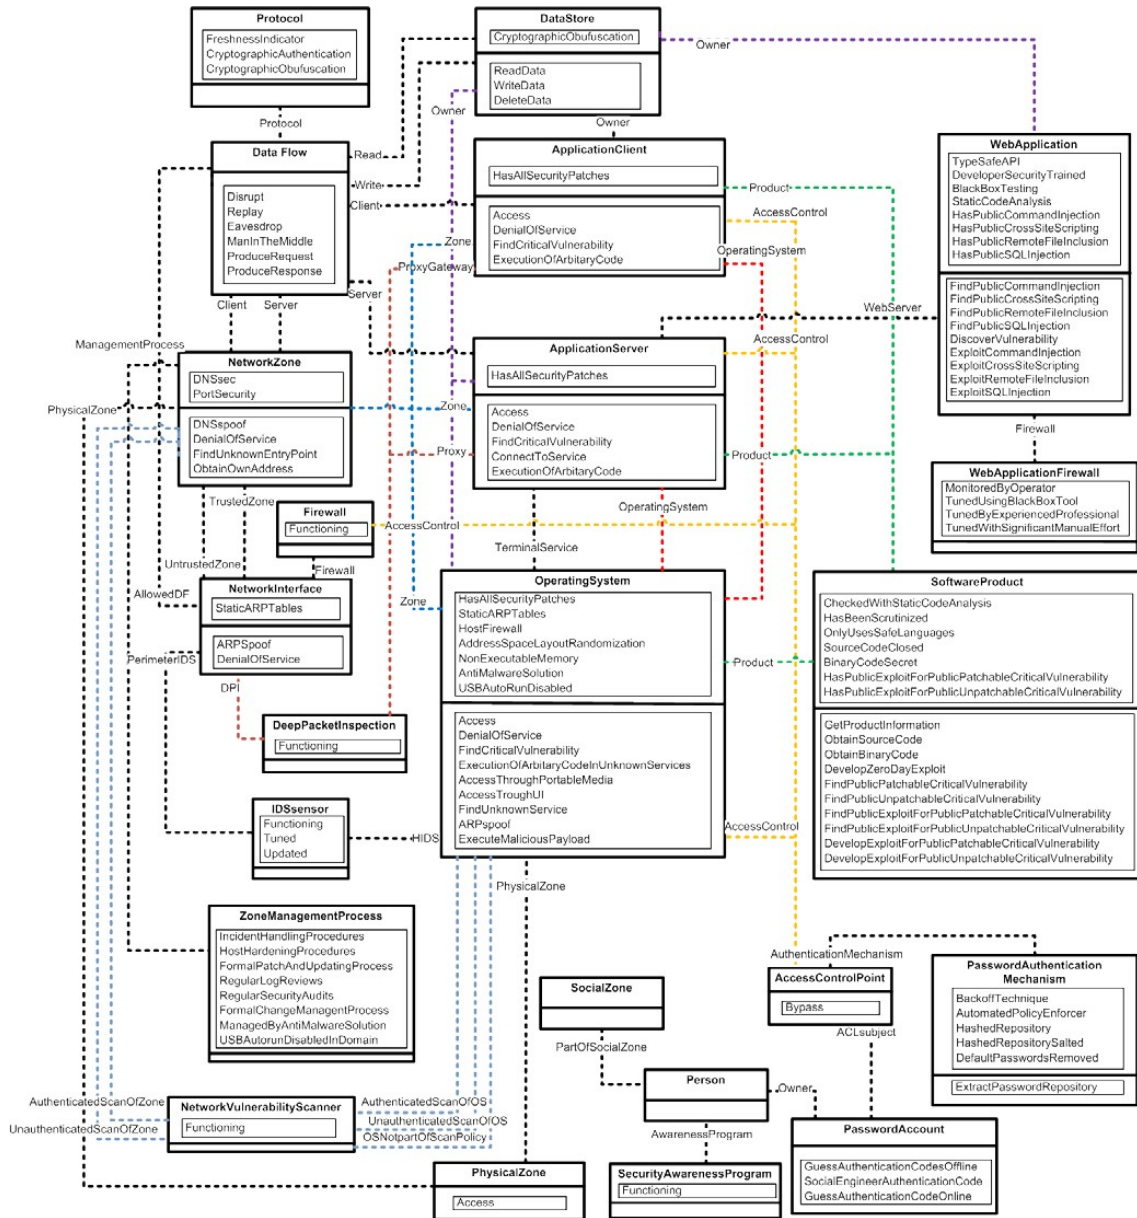 Protocol
FreshnessIndicator
CryptographicAuthentication
CryptographicObufuscation
DataStore
CryptographicObufuscation
ReadData
WriteData
DeleteData
Owner
Owner
Owner
Protocol
Data Flow
Disrupt
Replay
Eavesdrop
ManInTheMiddle
ProduceRequest
ProduceResponse
Read
Write
Client
Server
Client
Server
ApplicationClient
HasAllSecurityPatches
Access
DenialOfService
FindCriticalVulnerability
ExecutionOfArbitaryCode
Zone
ProxyGateway
Product
AccessControl
OperatingSystem
WebApplication
TypeSafeAPI
DeveloperSecurityTrained
BlackBoxTesting
StaticCodeAnalysis
HasPublicCommandInjection
HasPublicCrossSiteScripting
HasPublicRemoteFileInclusion
HasPublicSQLInjection
FindPublicCommandInjection
FindPublicCrossSiteScripting
FindPublicRemoteFileInclusion
FindPublicSQLInjection
DiscoverVulnerability
ExploitCommandInjection
ExploitCrossSiteScripting
ExploitRemoteFileInclusion
ExploitSQLInjection
WebServer
AccessControl
ManagementProcess
NetworkZone
DNSsec
PortSecurity
DNSspoof
DenialOfService
FindUnknownEntryPoint
ObtainOwnAddress
PhysicalZone
Zone
Proxy
ApplicationServer
HasAllSecurityPatches
Access
DenialOfService
FindCriticalVulnerability
ConnectToService
ExecutionOfArbitaryCode
Product
Firewall
WebApplicationFirewall
MonitoredByOperator
TunedUsingBlackBoxTool
TunedByExperiencedProfessional
TunedWithSignificantManualEffort
TrustedZone
UntrustedZone
Firewall
Functioning
AccessControl
Firewall
OperatingSystem
TerminalService
AllowedDF
NetworkInterface
StaticARPTables
ARPSpoof
DenialOfService
PerimeterIDS
DPI
Zone
OperatingSystem
HasAllSecurityPatches
StaticARPTables
HostFirewall
AddressSpaceLayoutRandomization
NonExecutableMemory
AntiMalwareSolution
USBAutoRunDisabled
Access
DenialOfService
FindCriticalVulnerability
ExecutionOfArbitaryCodeInUnknownServices
AccessThroughPortableMedia
AccessTroughUI
FindUnknownService
ARPspoof
ExecuteMaliciousPayload
Product
SoftwareProduct
CheckedWithStaticCodeAnalysis
HasBeenScrutinized
OnlyUsesSafeLanguages
SourceCodeClosed
BinaryCodeSecret
HasPublicExploitForPublicPatchableCriticalVulnerability
HasPublicExploitForPublicUnpatchableCriticalVulnerability
GetProductInformation
ObtainSourceCode
ObtainBinaryCode
DevelopZeroDayExploit
FindPublicPatchableCriticalVulnerability
FindPublicUnpatchableCriticalVulnerability
FindPublicExploitForPublicPatchableCriticalVulnerability
FindPublicExploitForPublicUnpatchableCriticalVulnerability
DevelopExploitForPublicPatchableCriticalVulnerability
DevelopExploitForPublicUnpatchableCriticalVulnerability
DeepPacketInspection
Functioning
IDSsensor
Functioning
Tuned
Updated
HIDS
AccessControl
PhysicalZone
ZoneManagementProcess
IncidentHandlingProcedures
HostHardeningProcedures
FormalPatchAndUpdatingProcess
RegularLogReviews
RegularSecurityAudits
FormalChangeManagentProcess
ManagedByAntiMalwareSolution
USBAutorunDisabledInDomain
AuthenticationMechanism
AccessControlPoint
Bypass
ACLsubject
PasswordAuthentication
Mechanism
BackoffTechnique
AutomatedPolicyEnforcer
HashedRepository
HashedRepositorySalted
DefaultPasswordsRemoved
ExtractPasswordRepository
SocialZone
PartOfSocialZone
Person
Owner
AwarenessProgram
AuthenticatedScanOfZone
UnauthenticatedScanOfZone
NetworkVulnerabilityScanner
Functioning
AuthenticatedScanOfOS
UnauthenticatedScanOfOS
OSNotpartOfScanPolicy
PasswordAccount
GuessAuthenticationCodesOffline
SocialEngineerAuthenticationCode
GuessAuthenticationCodeOnline
PhysicalZone
Access
SecurityAwarenessProgram
Functioning